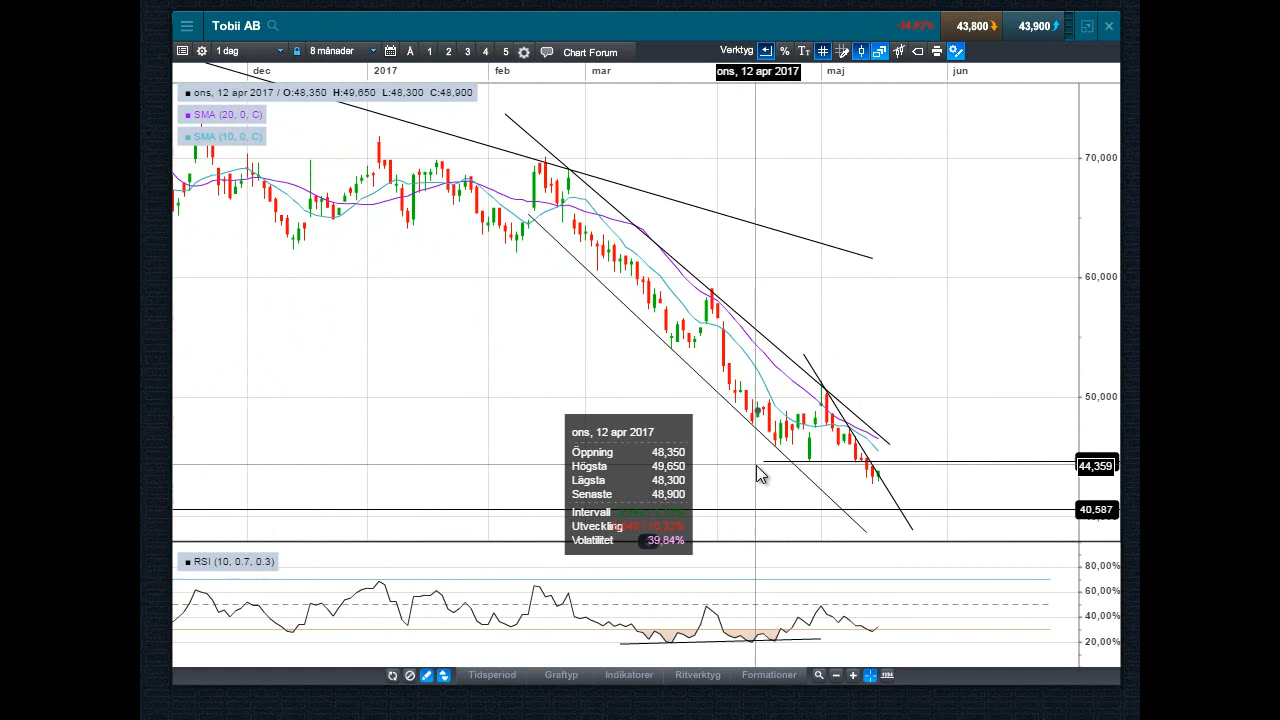 Tobii AB
43,800 43,900
1 dag 8 månader A 1 2 3 4 5 Chart Forum Verktyg % T
dec 2017 feb mar ons, 12 apr 2017 maj jun
ons, 12 apr 2017 / O:48,350 H:49,650 L:48,300 C:48,900
SMA (20, 0, C)
SMA (10, 0, C)
70,000
60,000
50,000
44,359
40,587
ons, 12 apr 2017
Öppning 48,350
Högsta 49,650
Lägsta 48,300
Senaste 48,900
Intervall
Utveckling 10,32%
Volatilitet 39,84%
RSI (10, 0.7, 0.3)
80,00%
60,00%
40,00%
20,00%
Tidsperiod Graftyp Indikatorer Ritverktyg Formationer